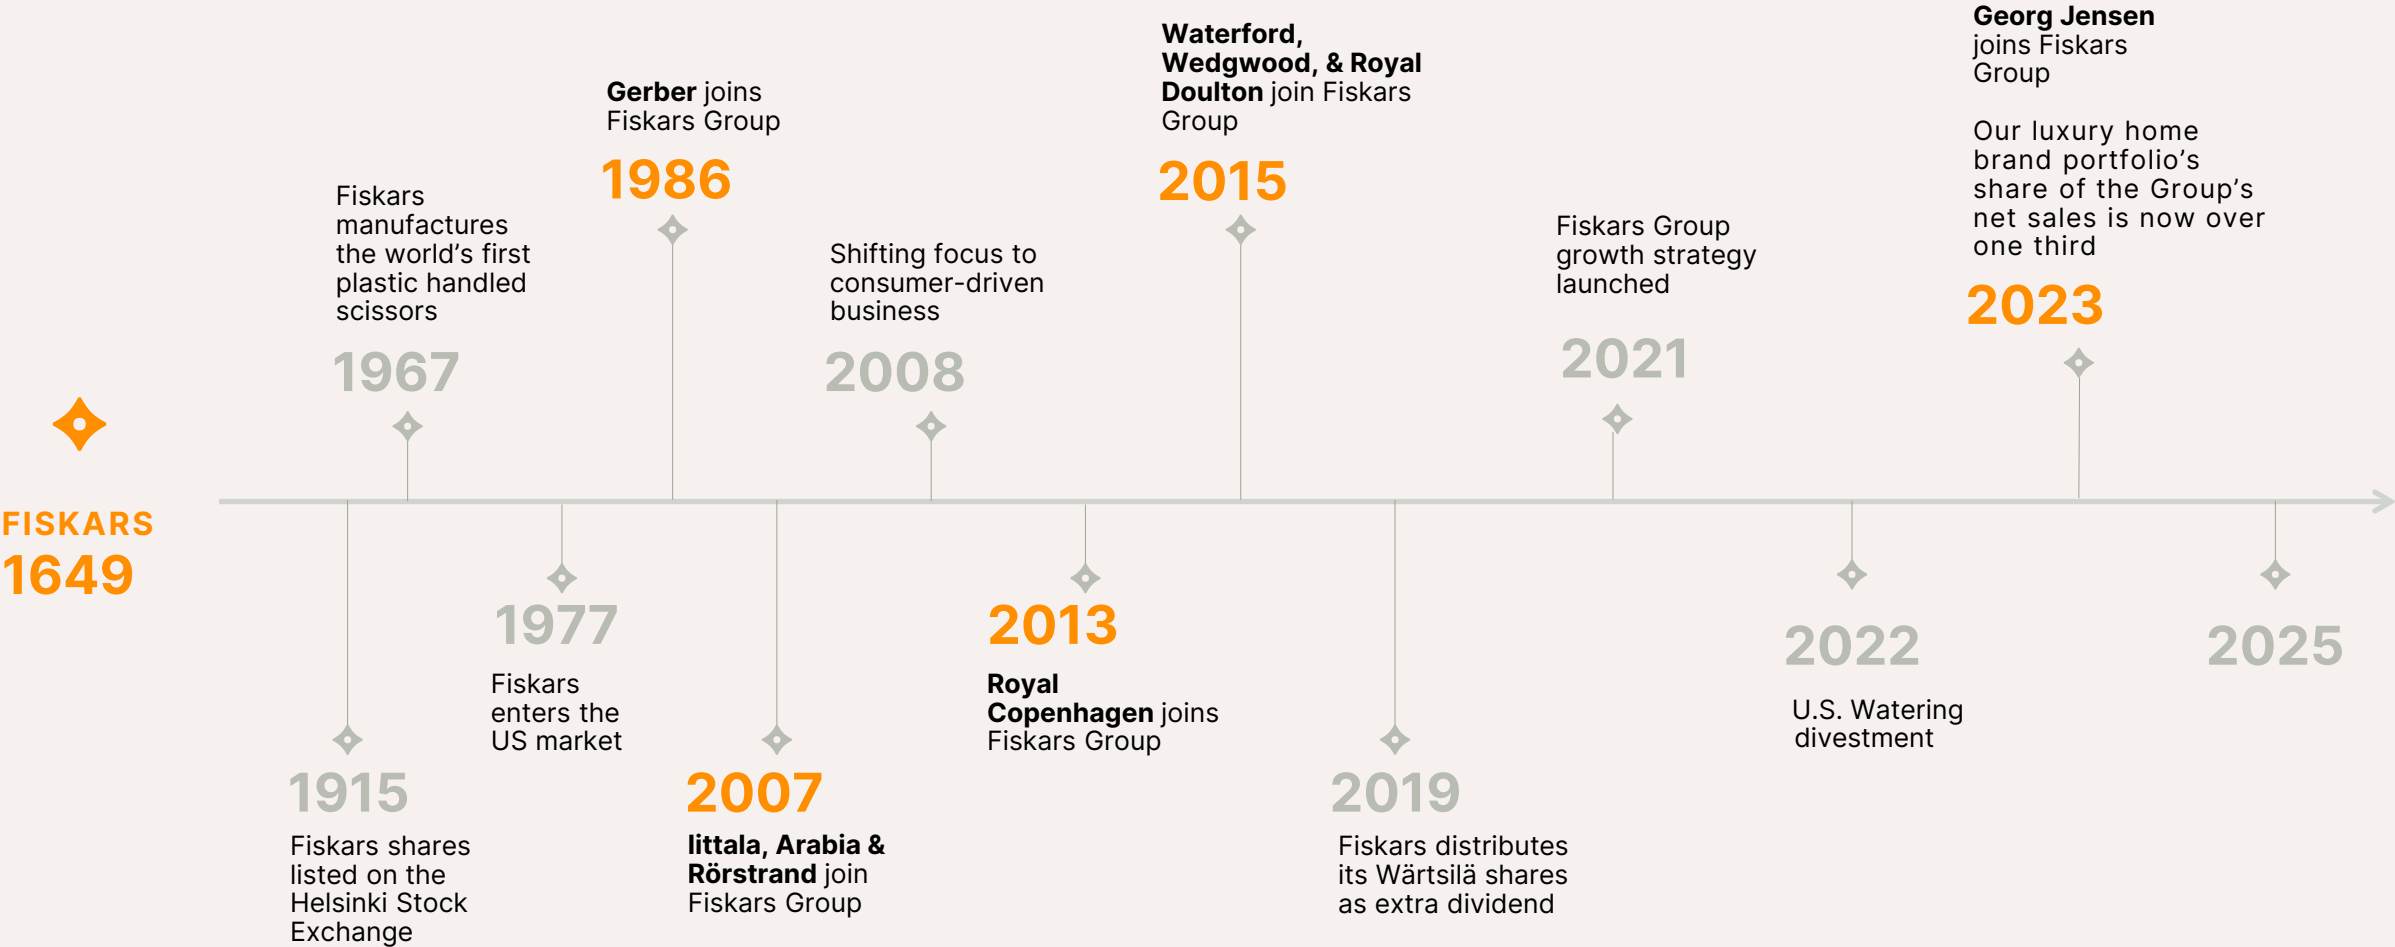 FISKARS
1649
1915
Fiskars shares
listed on the
Helsinki Stock
Exchange
Fiskars
manufactures
the world’s first
plastic handled
scissors
1967
1977
Fiskars
enters the
US market
Gerber joins
Fiskars Group
1986
2007
Iittala, Arabia &
Rörstrand join
Fiskars Group
Shifting focus to
consumer-driven
business
2008
2013
Royal
Copenhagen joins
Fiskars Group
Waterford,
Wedgwood, & Royal
Doulton join Fiskars
Group
2015
2019
Fiskars distributes
its Wärtsilä shares
as extra dividend
Fiskars Group
growth strategy
launched
2021
2022
U.S. Watering
divestment
Georg Jensen
joins Fiskars
Group
Our luxury home
brand portfolio’s
share of the Group’s
net sales is now over
one third
2023
2025